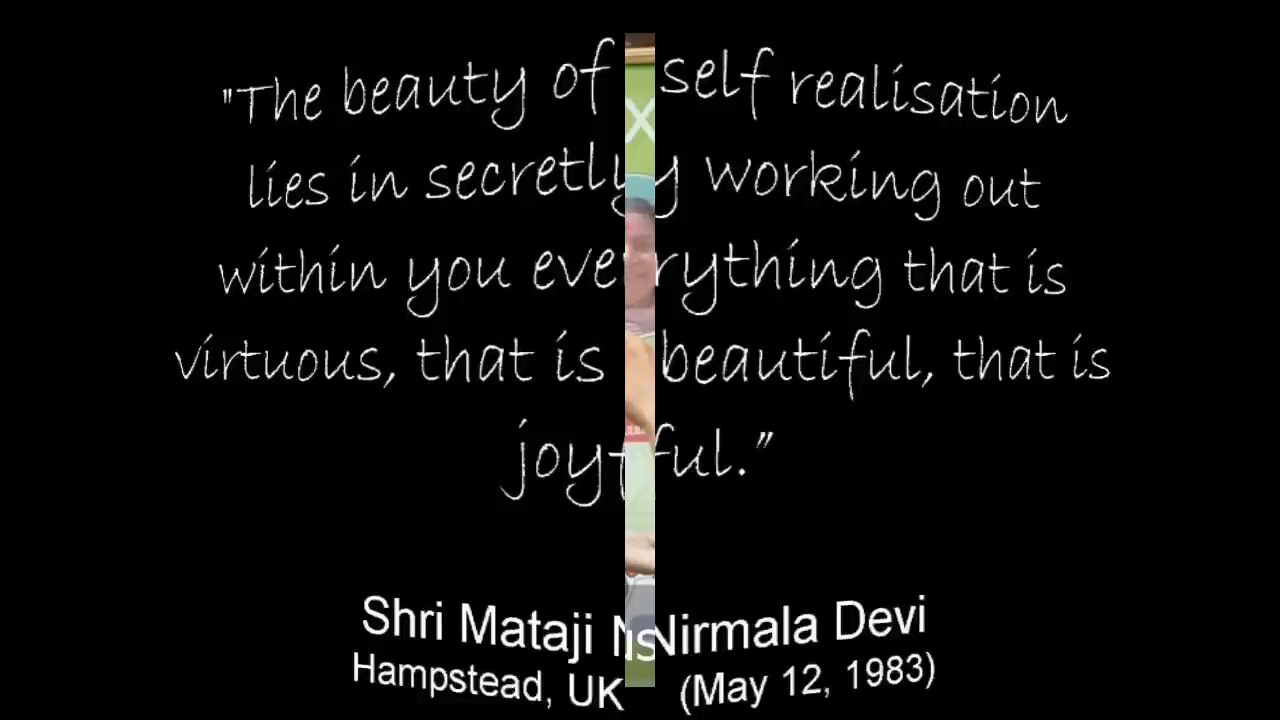 "The beauty of self realisation
lies in secretly working out
within you everything that is
virtuous, that is beautiful, that is
joyful."
Shri Mataji Nirmala Devi
Hampstead, UK (May 12, 1983)